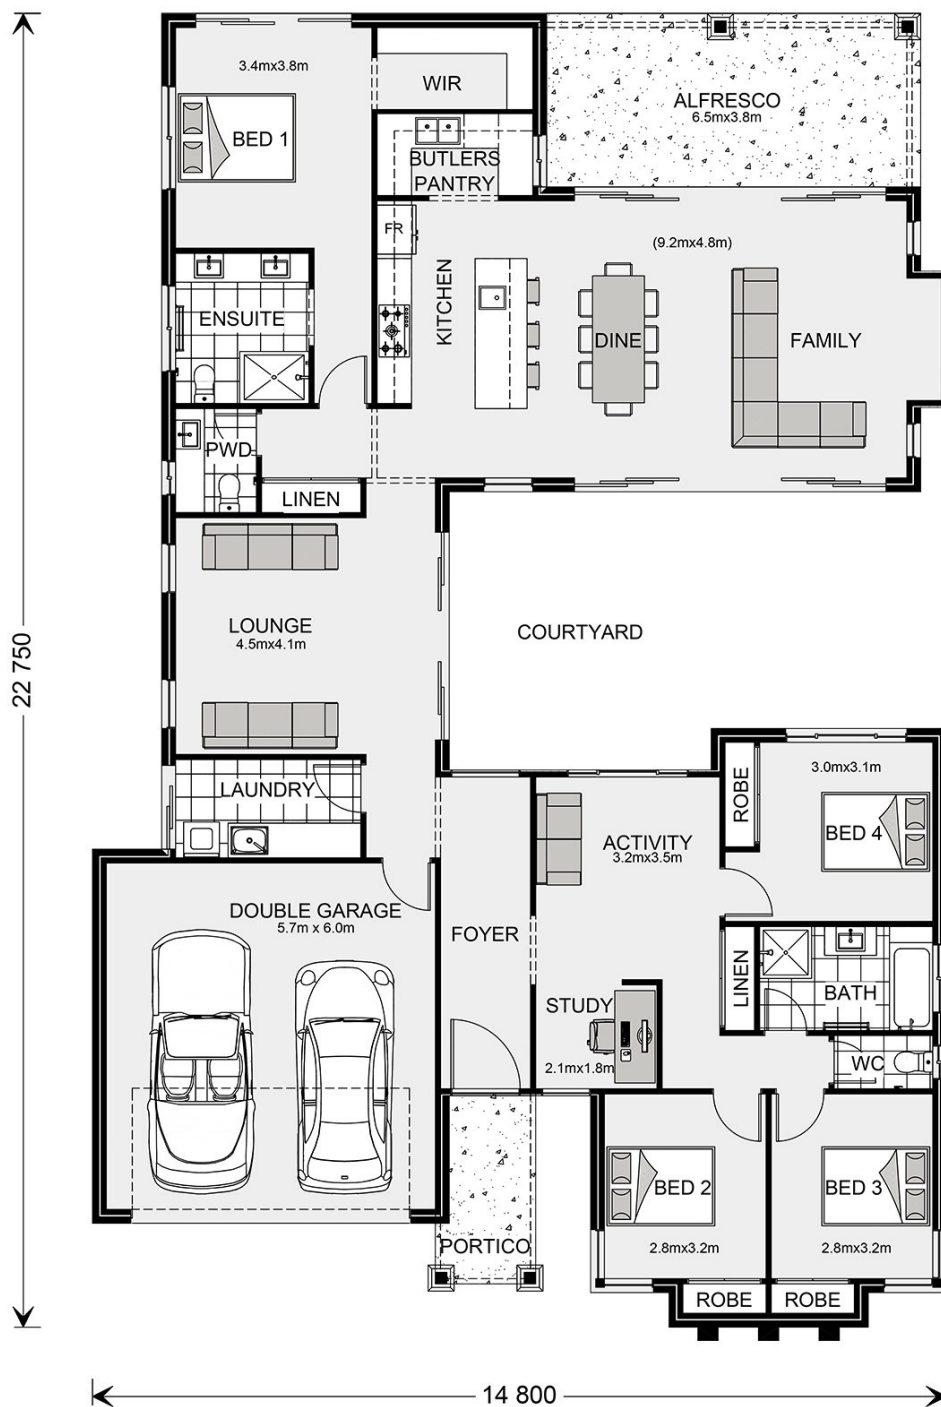 3.4mx3.8m
WIR
BED 1
ALFRESCO
6.5mx3.8m
BUTLERS
PANTRY
FR
(9.2mx4.8m)
KITCHEN
ENSUITE
DINE
FAMILY
PWD
LINEN
LOUNGE
4.5mx4.1m
COURTYARD
22 750
LAUNDRY
ROBE
3.0mx3.1m
BED 4
ACTIVITY
3.2mx3.5m
DOUBLE GARAGE
5.7m x 6.0m
FOYER
LINEN
BATH
STUDY
2.1mx1.8m
WC
BED 2
2.8mx3.2m
BED 3
2.8mx3.2m
PORTICO
ROBE
ROBE
14 800